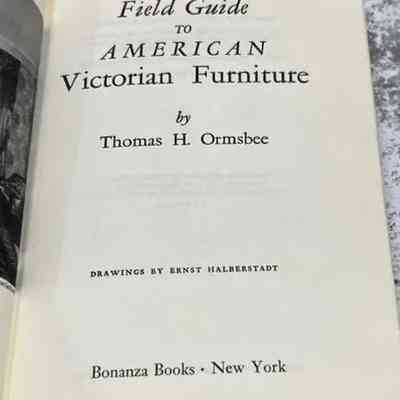 Field Guide
TO
AMERICAN
Victorian Furniture
by
Thomas H. Ormsbee
DRAWINGS BY ERNST HALBERSTADT
Bonanza Books • New York